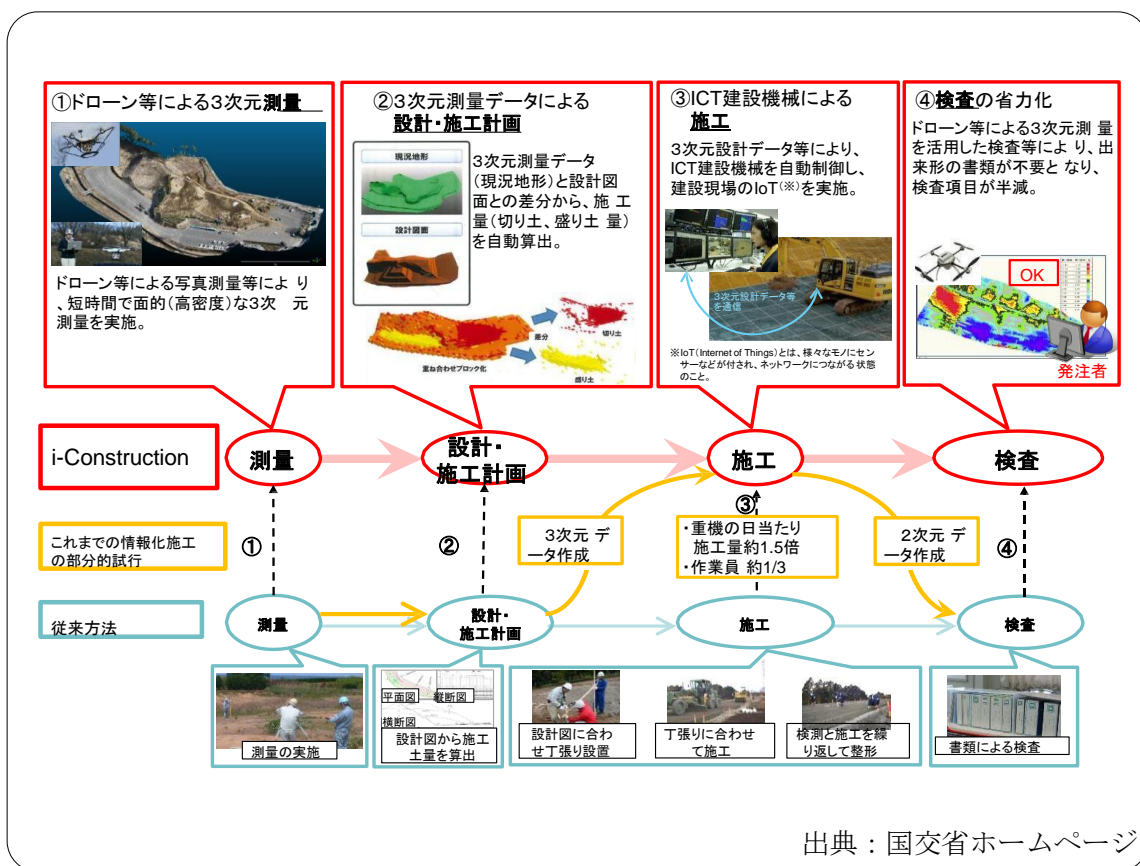 ①ドローン等による3次元測量
ドローン等による写真測量等によ り
、短時間で面的(高密度)な3次 元
測量を実施。
②3次元測量データによる
設計・施工計画
現況地形
設計図面
3次元測量データ
(現況地形)と設計図
面との差分から、施 工
量(切り土、盛り土 量)
を自動算出。
差分
切り土
重ね合わせブロック化
盛り土
③ICT建設機械による
施工
3次元設計データ等により、
ICT建設機械を自動制御し、
建設現場のIoT(※)を実施。
3次元設計データ等
を通信
※IoT(Internet of Things)とは、様々なモノにセン
サーなどが付され、ネットワークにつながる状態
のこと。
④検査の省力化
ドローン等による3次元測 量
を活用した検査等によ り、出
来形の書類が不要と なり、
検査項目が半減。
OK
発注者
i-Construction
測量
設計・
施工計画
施工
検査
これまでの情報化施工
の部分的試行
①
②
3次元 デ
ータ作成
③
・重機の日当たり
施工量約1.5倍
・作業員 約1/3
2次元 デ
ータ作成
④
従来方法
測量
設計・
施工計画
施工
検査
測量の実施
平面図
縦断図
横断図
設計図から施工
土量を算出
設計図に合わ
せ丁張り設置
丁張りに合わせ
て施工
検測と施工を繰
り返して整形
書類による検査
出典：国交省ホームページ